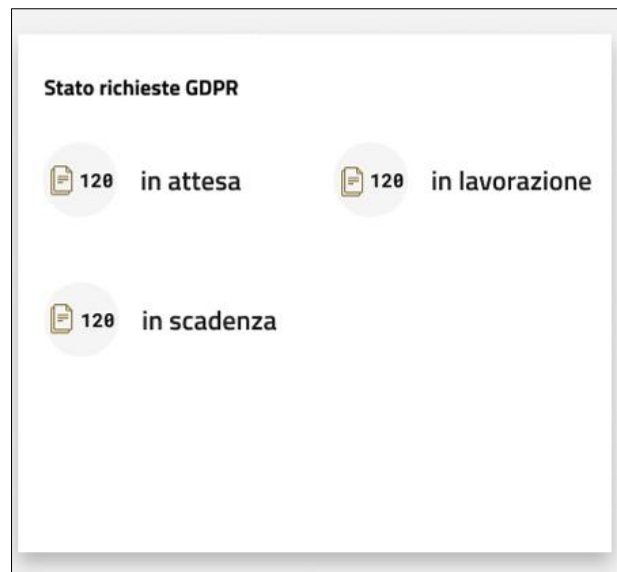 Stato richieste GDPR
120 in attesa
120 in lavorazione
120 in scadenza